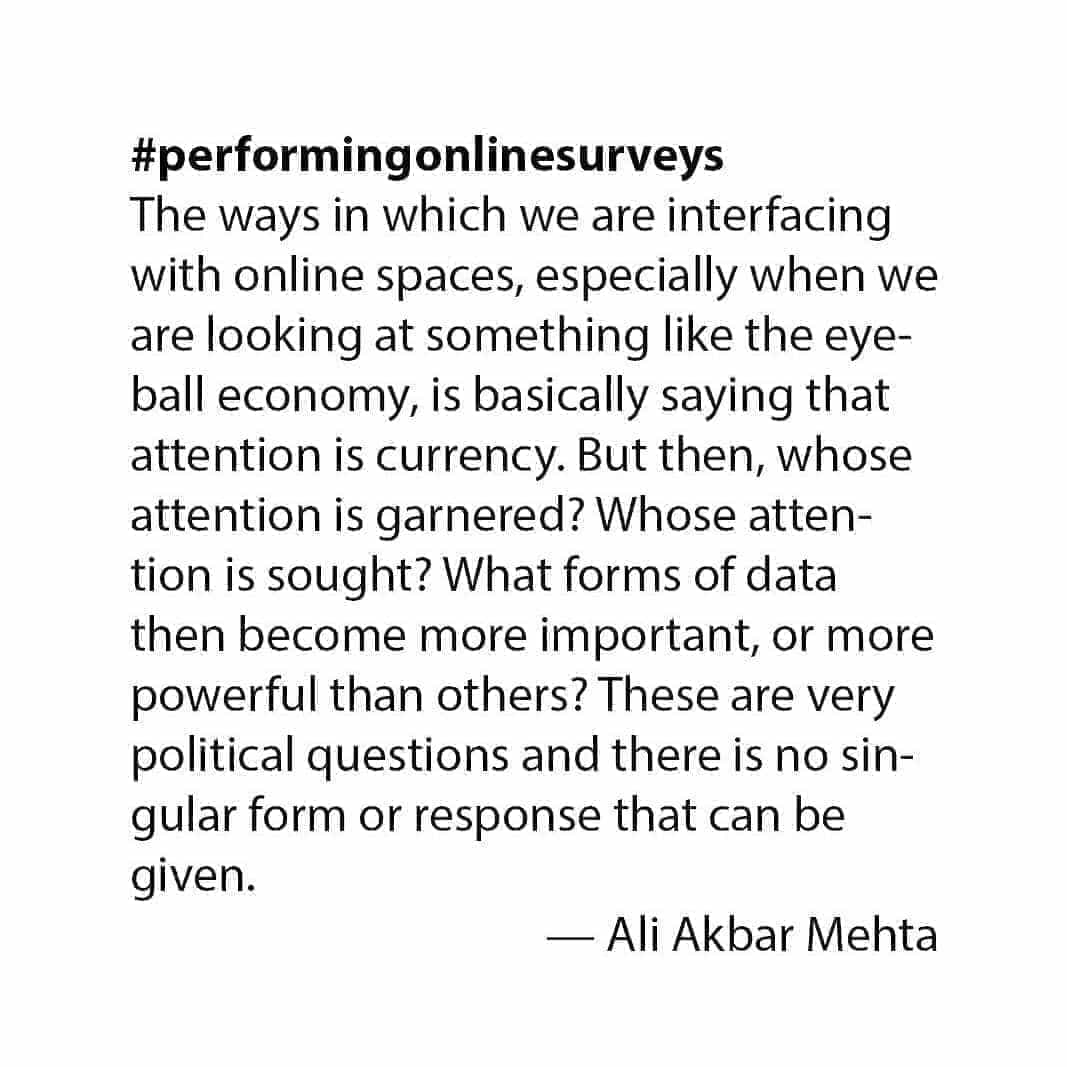 #performingonlinesurveys
The ways in which we are interfacing
with online spaces, especially when we
are looking at something like the eye-
ball economy, is basically saying that
attention is currency. But then, whose
attention is garnered? Whose atten-
tion is sought? What forms of data
then become more important, or more
powerful than others? These are very
political questions and there is no sin-
gular form or response that can be
given.
— Ali Akbar Mehta